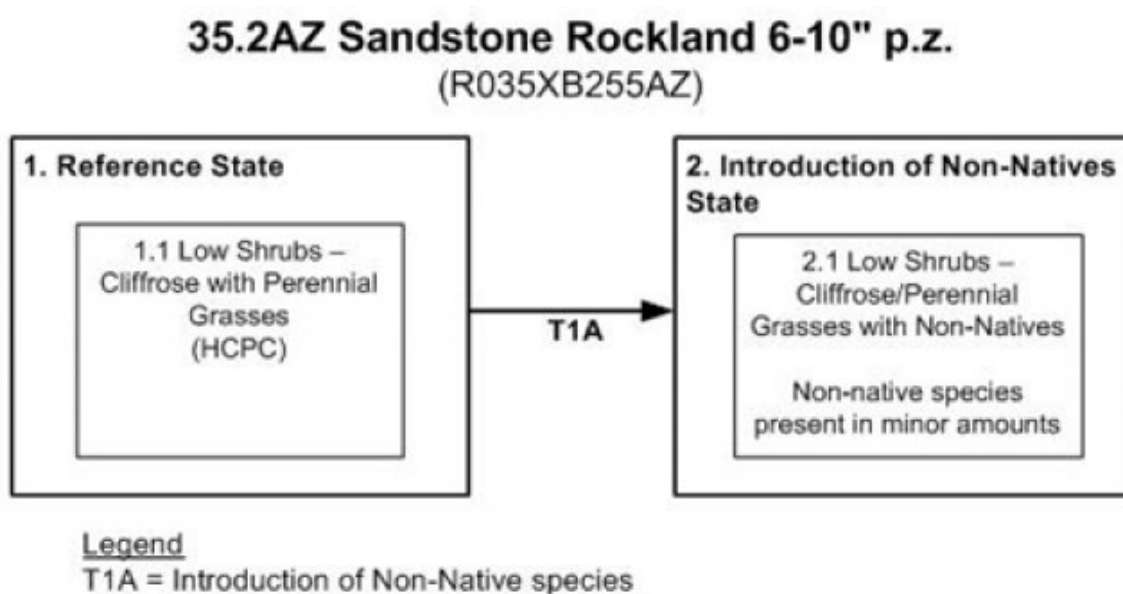 35.2AZ Sandstone Rockland 6-10" p.z.
(R035XB255AZ)
1. Reference State
1.1 Low Shrubs –
Cliffrose with Perennial
Grasses
(HCPC)
T1A
2. Introduction of Non-Natives
State
2.1 Low Shrubs –
Cliffrose/Perennial
Grasses with Non-Natives
Non-native species
present in minor amounts
Legend
T1A = Introduction of Non-Native species